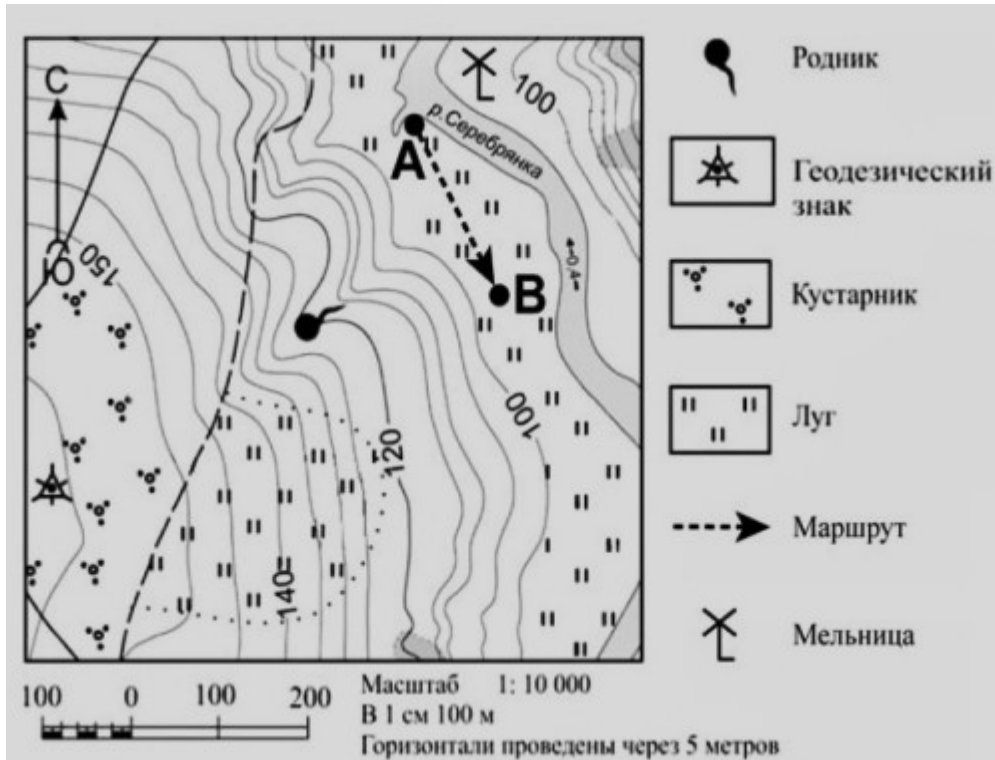 С
Ю
150
100
р. Серебрянка
А
В
0,4
100
120
140
Родник
Геодезический
знак
Кустарник
Луг
Маршрут
Мельница
100 0 100 200
Масштаб 1: 10 000
В 1 см 100 м
Горизонтали проведены через 5 метров